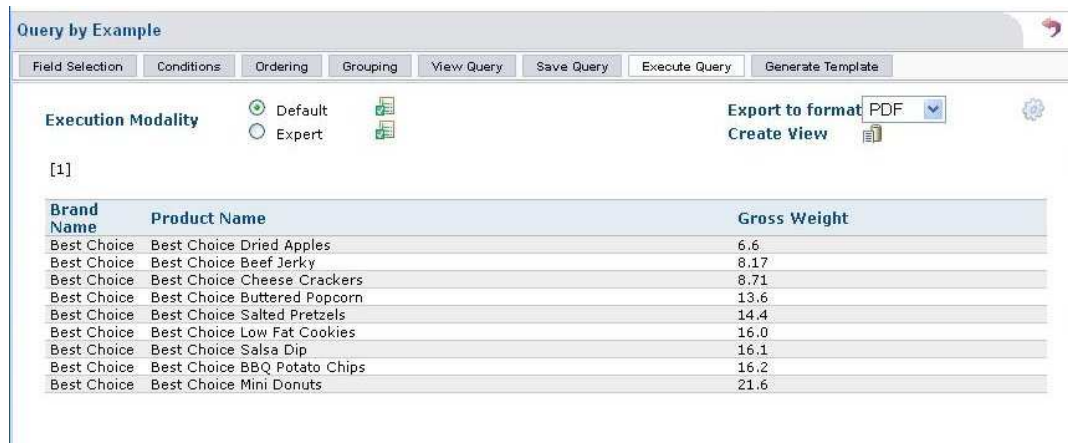 Query by Example
Field Selection Conditions Ordering Grouping View Query Save Query Execute Query Generate Template
Execution Modality Default Export to format PDF
Expert Create View
[1]
Brand Name Product Name Gross Weight
Best Choice Best Choice Dried Apples 6.6
Best Choice Best Choice Beef Jerky 8.17
Best Choice Best Choice Cheese Crackers 8.71
Best Choice Best Choice Buttered Popcorn 13.6
Best Choice Best Choice Salted Pretzels 14.4
Best Choice Best Choice Low Fat Cookies 16.0
Best Choice Best Choice Salsa Dip 16.1
Best Choice Best Choice BBQ Potato Chips 16.2
Best Choice Best Choice Mini Donuts 21.6